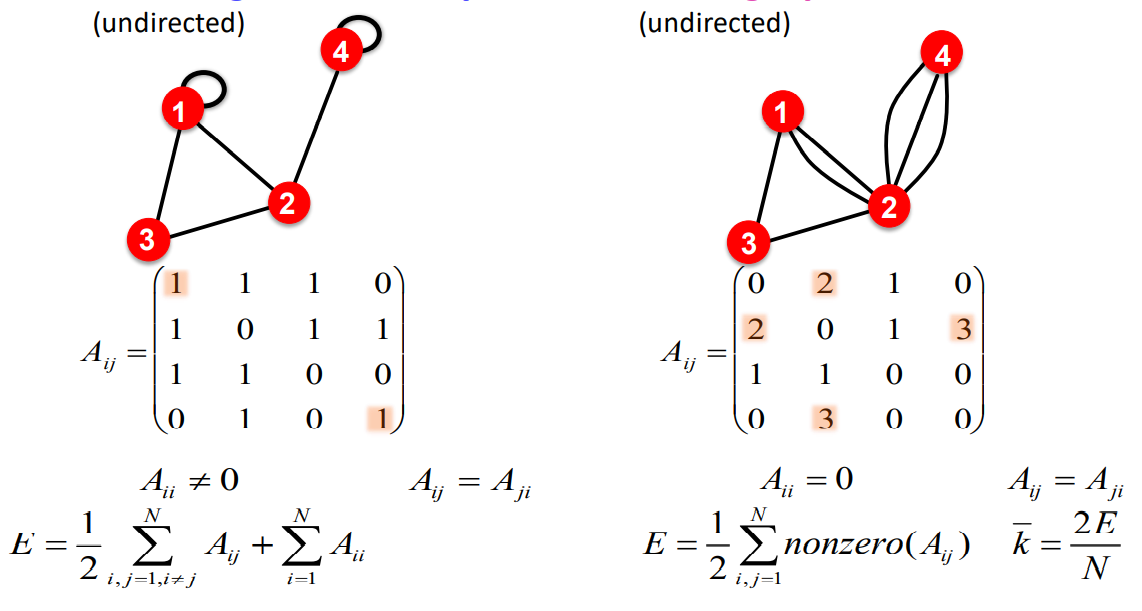 (undirected)
4
1
2
3
A_{ij} = \begin{pmatrix} 1 & 1 & 1 & 0 \\ 1 & 0 & 1 & 1 \\ 1 & 1 & 0 & 0 \\ 0 & 1 & 0 & 1 \end{pmatrix}
A_{ii} \neq 0 A_{ij} = A_{ji}
E = \frac{1}{2} \sum_{i,j=1,i \neq j}^{N} A_{ij} + \sum_{i=1}^{N} A_{ii}
(undirected)
4
1
2
3
A_{ij} = \begin{pmatrix} 0 & 2 & 1 & 0 \\ 2 & 0 & 1 & 3 \\ 1 & 1 & 0 & 0 \\ 0 & 3 & 0 & 0 \end{pmatrix}
A_{ii} = 0 A_{ij} = A_{ji}
E = \frac{1}{2} \sum_{i,j=1}^{N} nonzero(A_{ij}) \overline{k} = \frac{2E}{N}